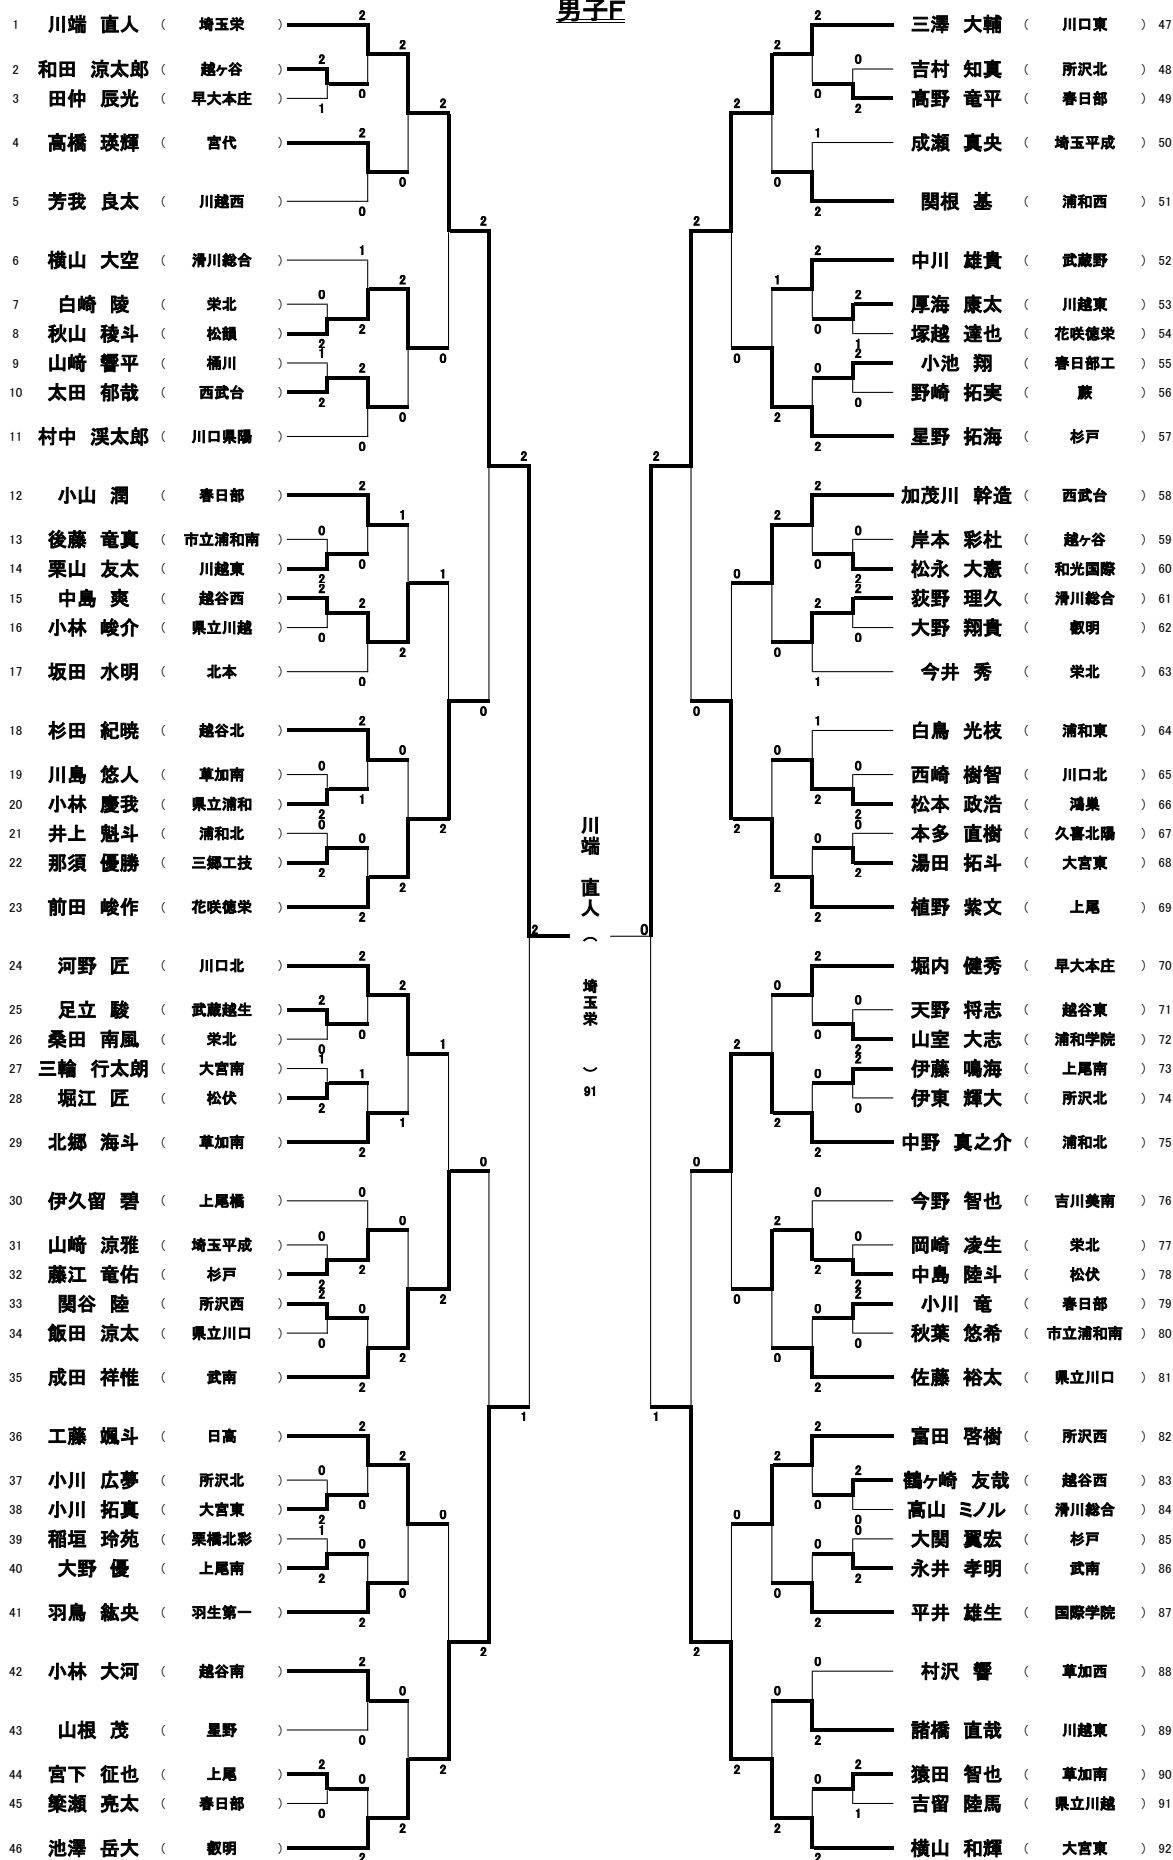 男子F
1 川端 直人 （ 埼玉栄 ）
2 和田 涼太郎 （ 越ヶ谷 ）
3 田仲 辰光 （ 早大本庄 ）
4 高橋 瑛輝 （ 宮代 ）
5 芳我 良太 （ 川越西 ）
6 横山 大空 （ 滑川総合 ）
7 白崎 陵 （ 栄北 ）
8 秋山 稜斗 （ 松韻 ）
9 山﨑 響平 （ 桶川 ）
10 太田 郁哉 （ 西武台 ）
11 村中 渓太郎 （ 川口県陽 ）
12 小山 潤 （ 春日部 ）
13 後藤 竜真 （ 市立浦和南 ）
14 栗山 友太 （ 川越東 ）
15 中島 爽 （ 越谷西 ）
16 小林 峻介 （ 県立川越 ）
17 坂田 水明 （ 北本 ）
18 杉田 紀暁 （ 越谷北 ）
19 川島 悠人 （ 草加南 ）
20 小林 慶我 （ 県立浦和 ）
21 井上 魁斗 （ 浦和北 ）
22 那須 優勝 （ 三郷工技 ）
23 前田 峻作 （ 花咲徳栄 ）
24 河野 匠 （ 川口北 ）
25 足立 駿 （ 武蔵越生 ）
26 桑田 南風 （ 栄北 ）
27 三輪 行太朗 （ 大宮南 ）
28 堀江 匠 （ 松伏 ）
29 北郷 海斗 （ 草加南 ）
30 伊久留 碧 （ 上尾橘 ）
31 山﨑 涼雅 （ 埼玉平成 ）
32 藤江 竜佑 （ 杉戸 ）
33 関谷 陸 （ 所沢西 ）
34 飯田 涼太 （ 県立川口 ）
35 成田 祥惟 （ 武南 ）
36 工藤 颯斗 （ 日高 ）
37 小川 広夢 （ 所沢北 ）
38 小川 拓真 （ 大宮東 ）
39 稲垣 玲苑 （ 栗橋北彩 ）
40 大野 優 （ 上尾南 ）
41 羽鳥 紘央 （ 羽生第一 ）
42 小林 大河 （ 越谷南 ）
43 山根 茂 （ 星野 ）
44 宮下 征也 （ 上尾 ）
45 簗瀬 亮太 （ 春日部 ）
46 池澤 岳大 （ 叡明 ）
川端 直人 （ 埼玉栄 ） 91
三澤 大輔 （ 川口東 ） 47
吉村 知真 （ 所沢北 ） 48
高野 竜平 （ 春日部 ） 49
成瀬 真央 （ 埼玉平成 ） 50
関根 基 （ 浦和西 ） 51
中川 雄貴 （ 武蔵野 ） 52
厚海 康太 （ 川越東 ） 53
塚越 達也 （ 花咲徳栄 ） 54
小池 翔 （ 春日部工 ） 55
野崎 拓実 （ 蕨 ） 56
星野 拓海 （ 杉戸 ） 57
加茂川 幹造 （ 西武台 ） 58
岸本 彩杜 （ 越ヶ谷 ） 59
松永 大憲 （ 和光国際 ） 60
荻野 理久 （ 滑川総合 ） 61
大野 翔貴 （ 叡明 ） 62
今井 秀 （ 栄北 ） 63
白鳥 光枝 （ 浦和東 ） 64
西崎 樹智 （ 川口北 ） 65
松本 政浩 （ 鴻巣 ） 66
本多 直樹 （ 久喜北陽 ） 67
湯田 拓斗 （ 大宮東 ） 68
植野 紫文 （ 上尾 ） 69
堀内 健秀 （ 早大本庄 ） 70
天野 将志 （ 越谷東 ） 71
山室 大志 （ 浦和学院 ） 72
伊藤 鳴海 （ 上尾南 ） 73
伊東 輝大 （ 所沢北 ） 74
中野 真之介 （ 浦和北 ） 75
今野 智也 （ 吉川美南 ） 76
岡崎 凌生 （ 栄北 ） 77
中島 陸斗 （ 松伏 ） 78
小川 竜 （ 春日部 ） 79
秋葉 悠希 （ 市立浦和南 ） 80
佐藤 裕太 （ 県立川口 ） 81
富田 啓樹 （ 所沢西 ） 82
鶴ヶ崎 友哉 （ 越谷西 ） 83
高山 ミノル （ 滑川総合 ） 84
大関 翼宏 （ 杉戸 ） 85
永井 孝明 （ 武南 ） 86
平井 雄生 （ 国際学院 ） 87
村沢 響 （ 草加西 ） 88
諸橋 直哉 （ 川越東 ） 89
猿田 智也 （ 草加南 ） 90
吉留 陸馬 （ 県立川越 ） 91
横山 和輝 （ 大宮東 ） 92